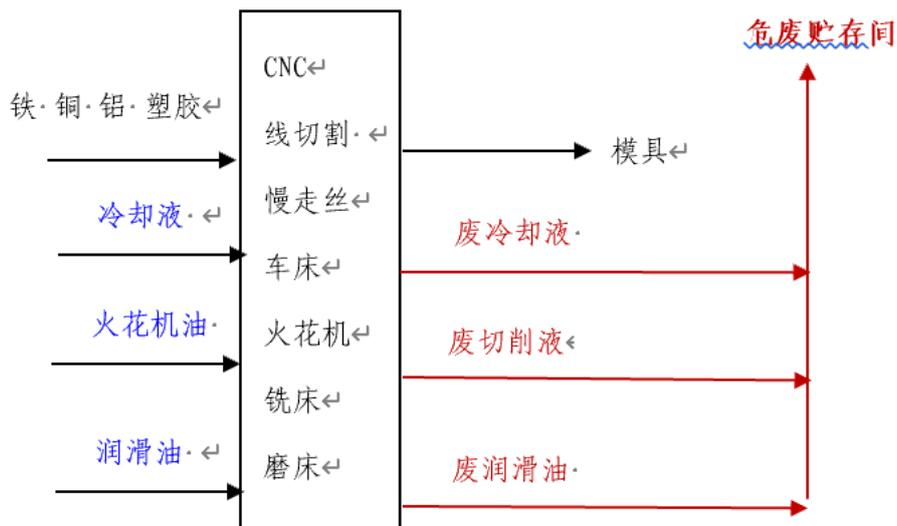 危废贮存间
CNC
铁 铜 铝 塑胶
线切割
模具
慢走丝
冷却液
废冷却液
车床
火花机油
火花机
废切削液
铣床
润滑油
磨床
废润滑油